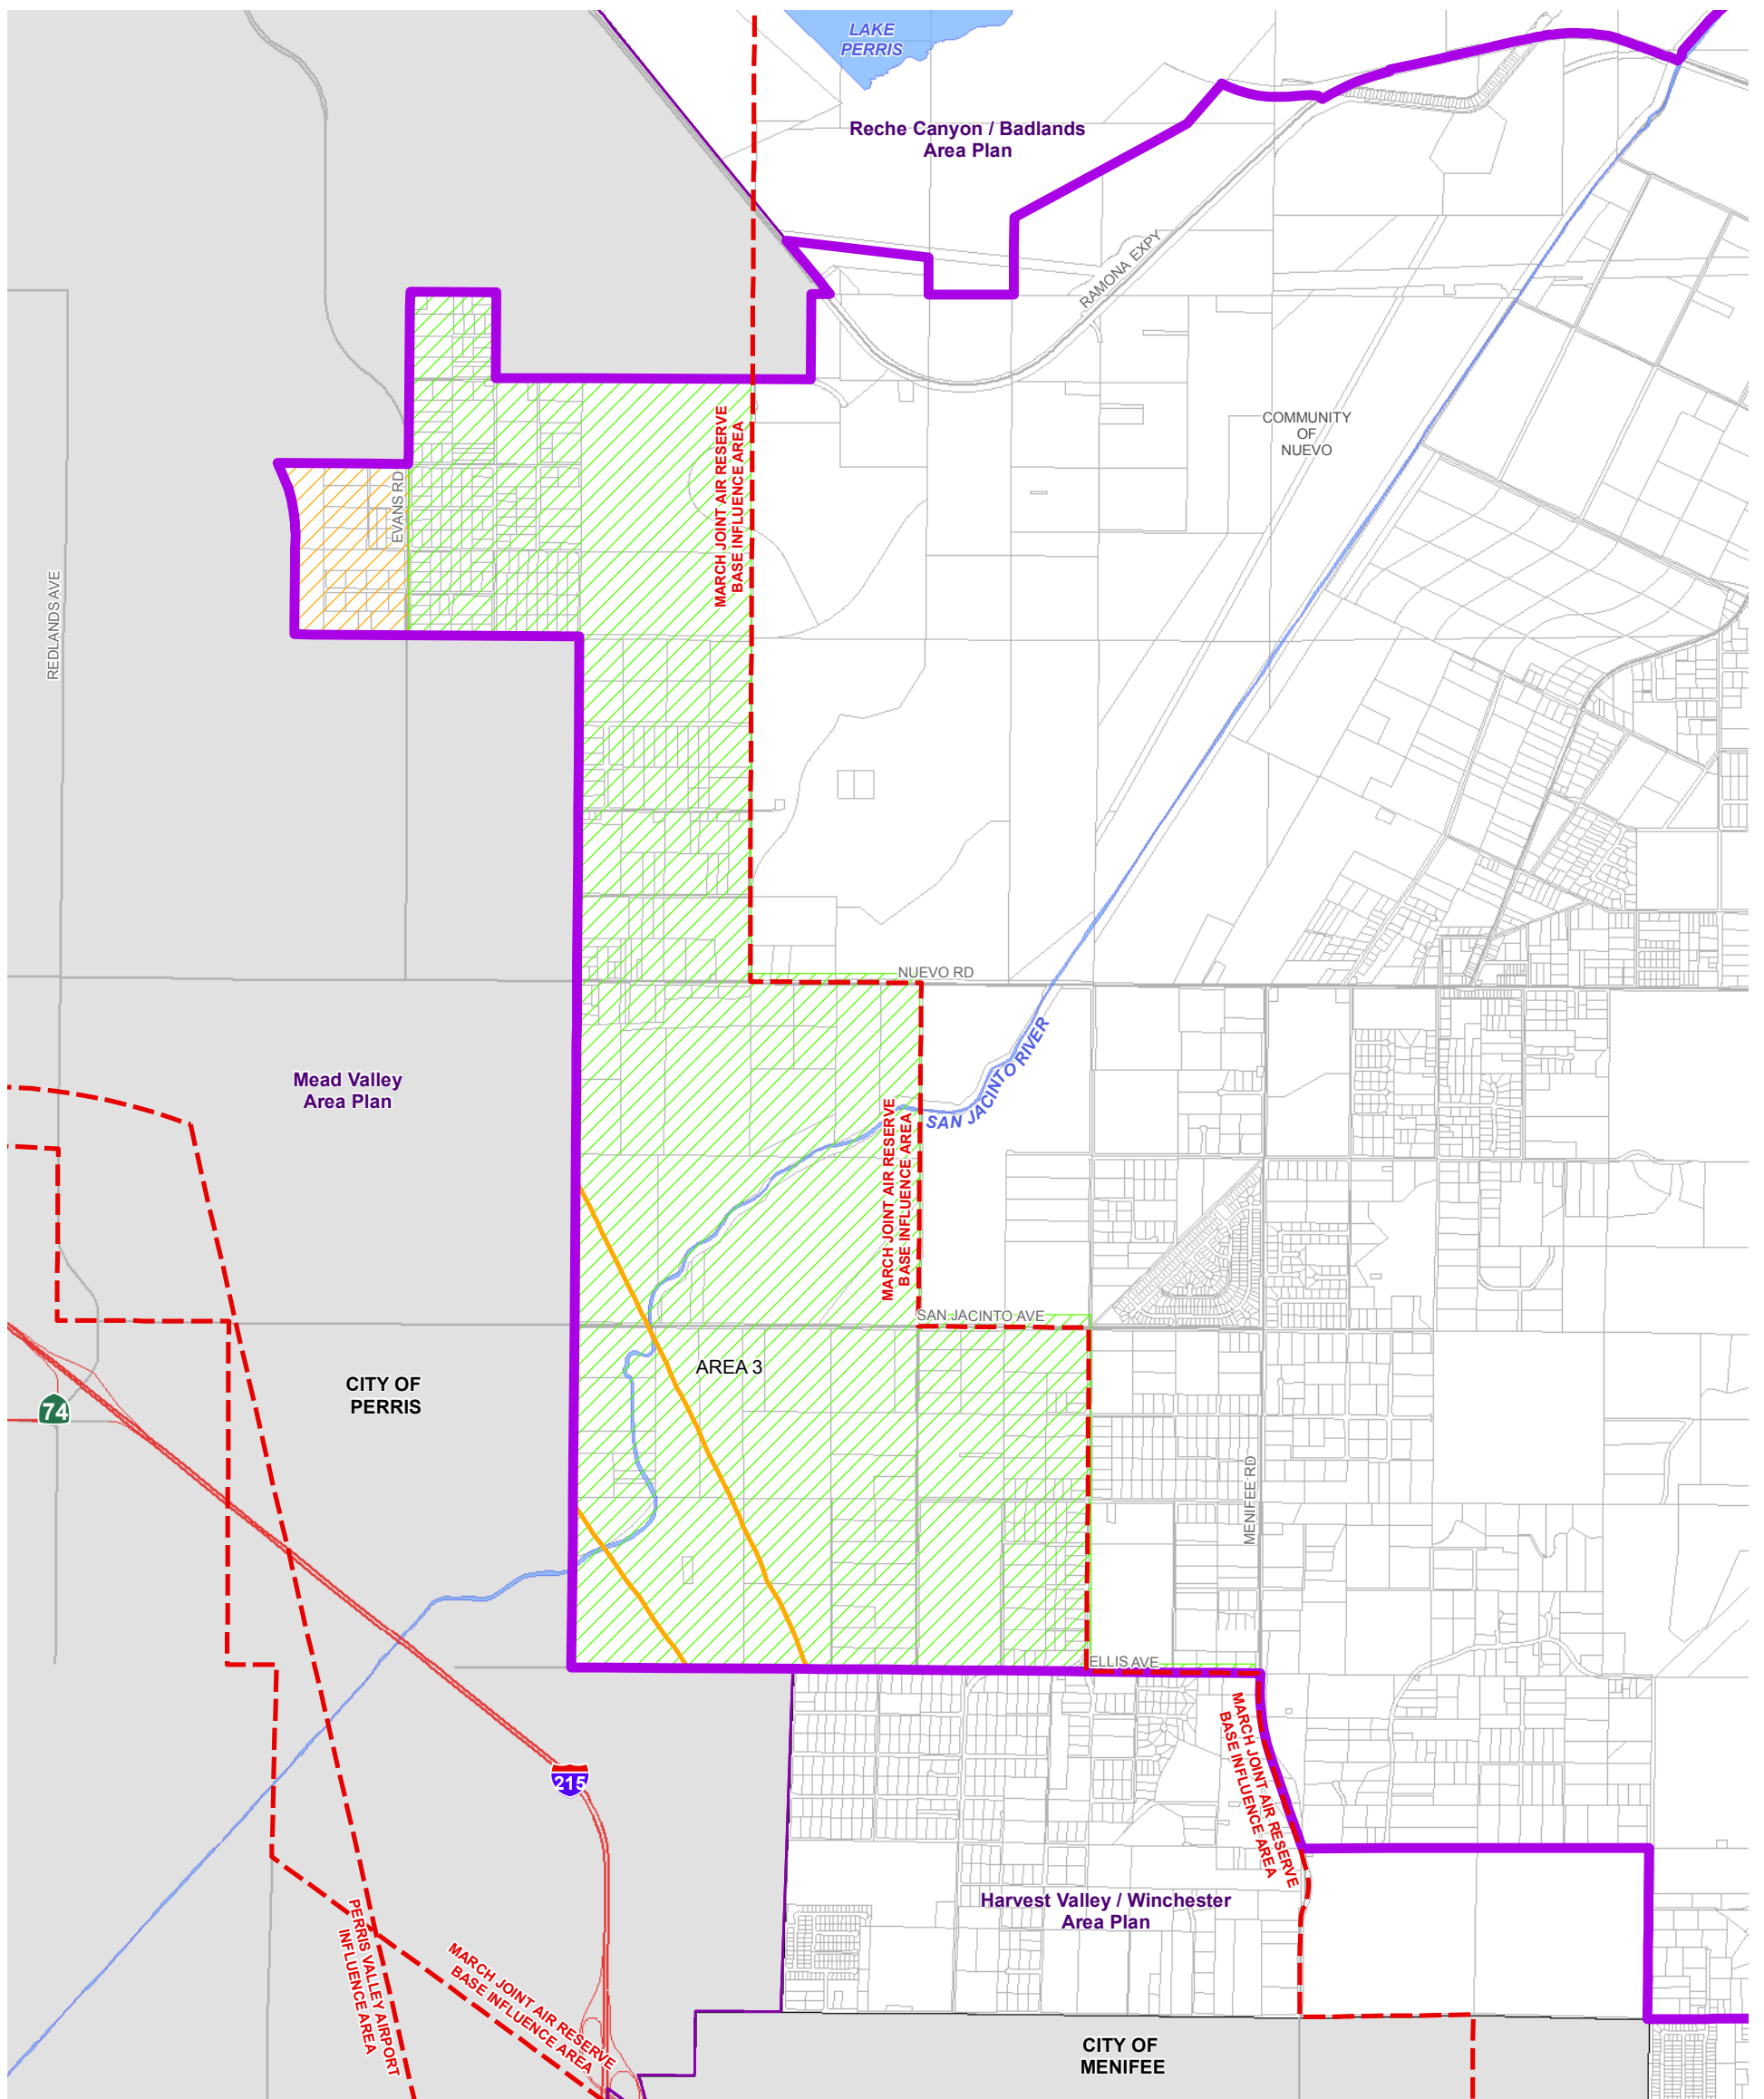 LAKE
PERRIS
Reche Canyon / Badlands
Area Plan
RAMONA EXPY
COMMUNITY
OF
NUEVO
MARCH JOINT AIR RESERVE
BASE INFLUENCE AREA
EVANS RD
REDLANDS AVE
NUEVO RD
SAN JACINTO RIVER
Mead Valley
Area Plan
MARCH JOINT AIR RESERVE
BASE INFLUENCE AREA
SAN JACINTO AVE
AREA 3
CITY OF
PERRIS
74
MENIFEE RD
ELLIS AVE
MARCH JOINT AIR RESERVE
BASE INFLUENCE AREA
215
Harvest Valley / Winchester
Area Plan
PERRIS VALLEY AIRPORT
INFLUENCE AREA
MARCH JOINT AIR RESERVE
BASE INFLUENCE AREA
CITY OF
MENIFEE